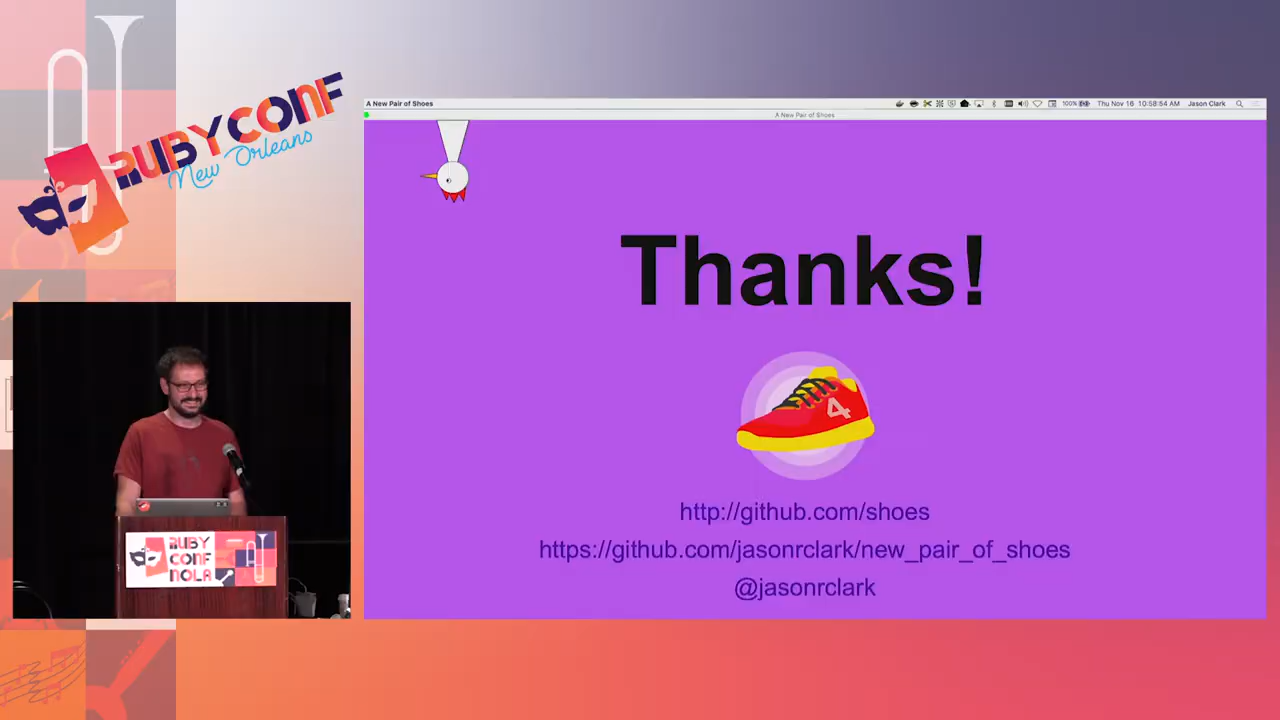 RUBYCONF
New Orleans
A New Pair of Shoes
100%
Thu Nov 16 10:58:54 AM
Jason Clark
A New Pair of Shoes
Thanks!
4
http://github.com/shoes
https://github.com/jasonrclark/new_pair_of_shoes
@jasonrclark
RUBY
CONF
NOLA